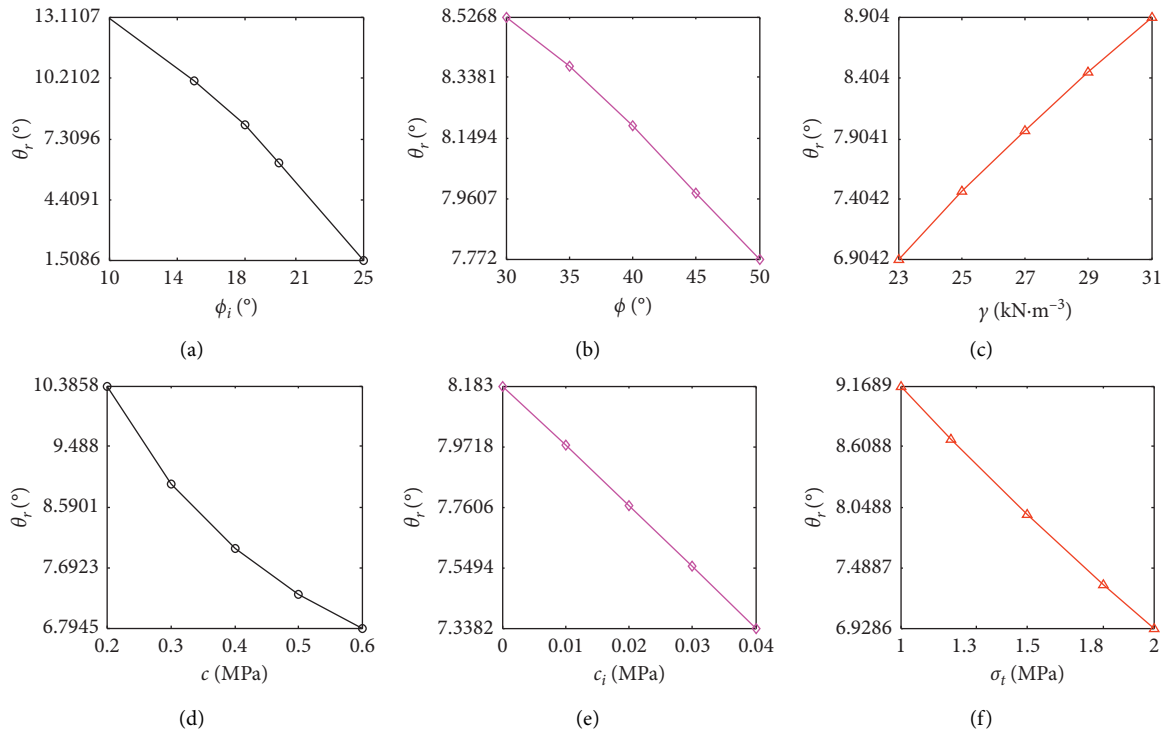 13.1107
10.2102
7.3096
4.4091
1.5086
θr (°)
10 14 18 21 25
ϕi (°)
(a)
8.5268
8.3381
8.1494
7.9607
7.772
θr (°)
30 35 40 45 50
ϕ (°)
(b)
8.904
8.404
7.9041
7.4042
6.9042
θr (°)
23 25 27 29 31
γ (kN·m⁻³)
(c)
10.3858
9.488
8.5901
7.6923
6.7945
θr (°)
0.2 0.3 0.4 0.5 0.6
c (MPa)
(d)
8.183
7.9718
7.7606
7.5494
7.3382
θr (°)
0 0.01 0.02 0.03 0.04
ci (MPa)
(e)
9.1689
8.6088
8.0488
7.4887
6.9286
θr (°)
1 1.3 1.5 1.8 2
σt (MPa)
(f)